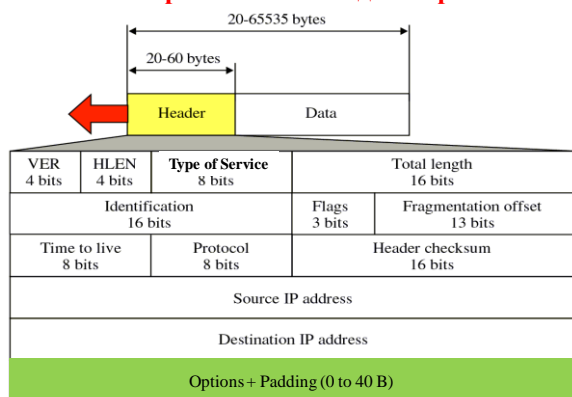 20-65535 bytes
20-60 bytes
Header Data
VER HLEN Type of Service Total length
4 bits 4 bits 8 bits 16 bits
Identification Flags Fragmentation offset
16 bits 3 bits 13 bits
Time to live Protocol Header checksum
8 bits 8 bits 16 bits
Source IP address
Destination IP address
Options + Padding (0 to 40 B)